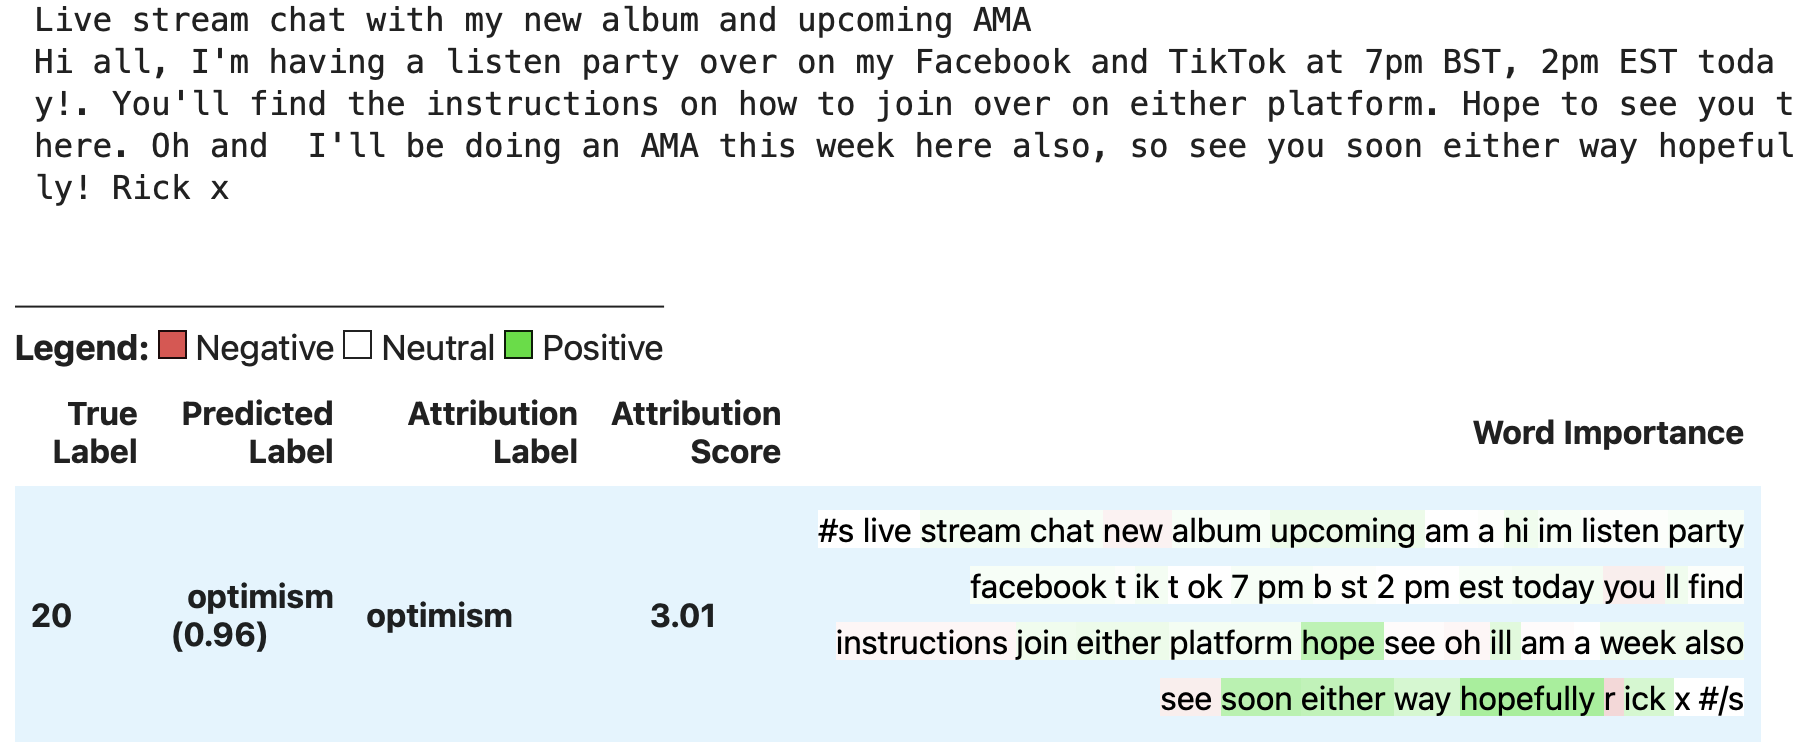 Live stream chat with my new album and upcoming AMA
Hi all, I'm having a listen party over on my Facebook and TikTok at 7pm BST, 2pm EST toda
y!. You'll find the instructions on how to join over on either platform. Hope to see you t
here. Oh and  I'll be doing an AMA this week here also, so see you soon either way hopeful
ly! Rick x
Legend: Negative Neutral Positive
True Label Predicted Label Attribution Label Attribution Score Word Importance
#s live stream chat new album upcoming am a hi im listen party
facebook t ik t ok 7 pm b st 2 pm est today you ll find
20 optimism (0.96) optimism 3.01
instructions join either platform hope see oh ill am a week also
see soon either way hopefully r ick x #/s